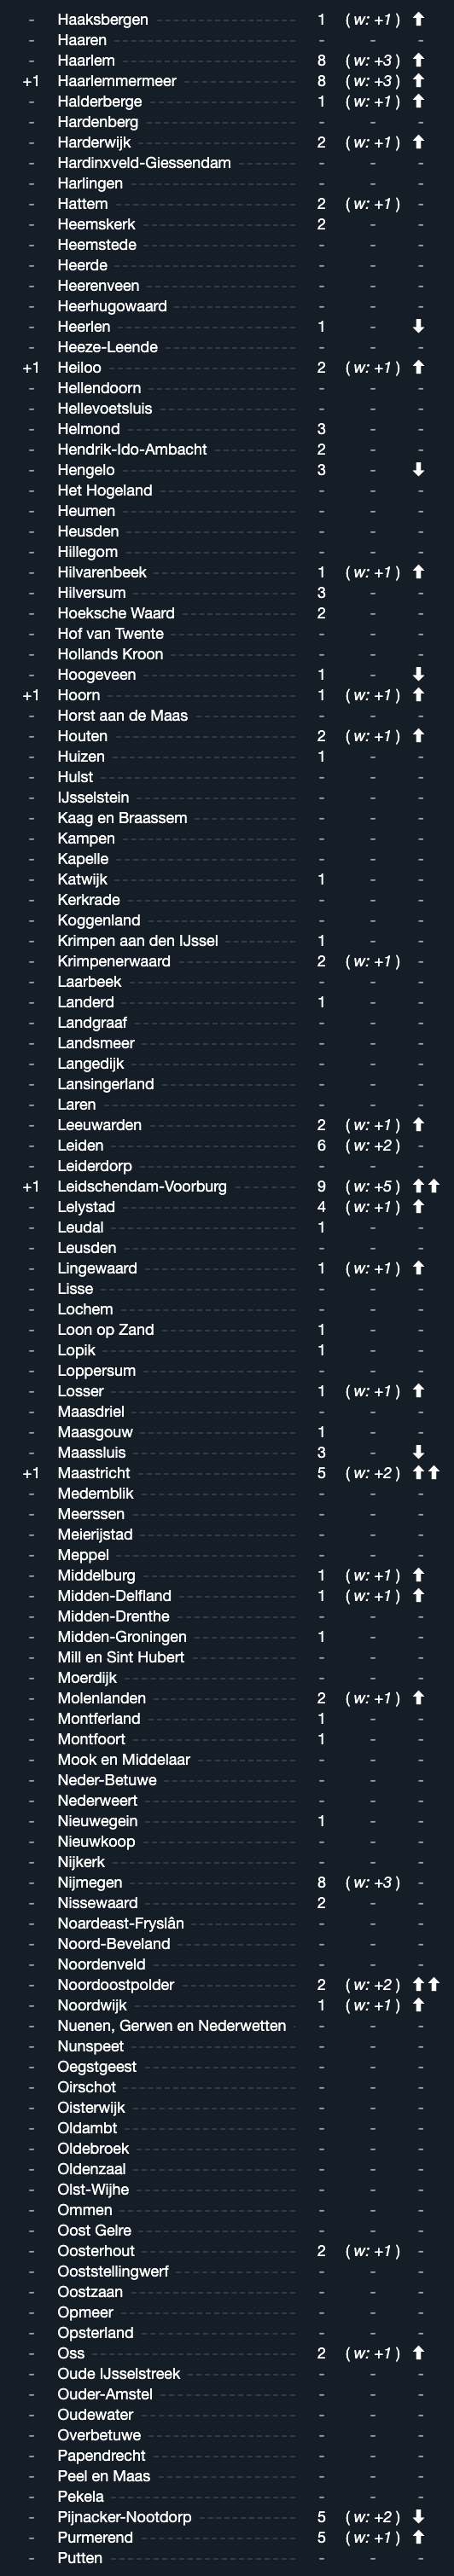 - Haaksbergen 1 ( w: +1 ) ⬆
- Haaren - - -
- Haarlem 8 ( w: +3 ) ⬆
+1 Haarlemmermeer 8 ( w: +3 ) ⬆
- Halderberge 1 ( w: +1 ) ⬆
- Hardenberg - - -
- Harderwijk 2 ( w: +1 ) ⬆
- Hardinxveld-Giessendam - - -
- Harlingen - - -
- Hattem 2 ( w: +1 ) -
- Heemskerk 2 - -
- Heemstede - - -
- Heerde - - -
- Heerenveen - - -
- Heerhugowaard - - -
- Heerlen 1 - ⬇
- Heeze-Leende - - -
+1 Heiloo 2 ( w: +1 ) ⬆
- Hellendoorn - - -
- Hellevoetsluis - - -
- Helmond 3 - -
- Hendrik-Ido-Ambacht 2 - -
- Hengelo 3 - ⬇
- Het Hogeland - - -
- Heumen - - -
- Heusden - - -
- Hillegom - - -
- Hilvarenbeek 1 ( w: +1 ) ⬆
- Hilversum 3 - -
- Hoeksche Waard 2 - -
- Hof van Twente - - -
- Hollands Kroon - - -
- Hoogeveen 1 - ⬇
+1 Hoorn 1 ( w: +1 ) ⬆
- Horst aan de Maas - - -
- Houten 2 ( w: +1 ) ⬆
- Huizen 1 - -
- Hulst - - -
- IJsselstein - - -
- Kaag en Braassem - - -
- Kampen - - -
- Kapelle - - -
- Katwijk 1 - -
- Kerkrade - - -
- Koggenland - - -
- Krimpen aan den IJssel 1 - -
- Krimpenerwaard 2 ( w: +1 ) -
- Laarbeek - - -
- Landerd 1 - -
- Landgraaf - - -
- Landsmeer - - -
- Langedijk - - -
- Lansingerland - - -
- Laren - - -
- Leeuwarden 2 ( w: +1 ) ⬆
- Leiden 6 ( w: +2 ) -
- Leiderdorp - - -
+1 Leidschendam-Voorburg 9 ( w: +5 ) ⬆⬆
- Lelystad 4 ( w: +1 ) ⬆
- Leudal 1 - -
- Leusden - - -
- Lingewaard 1 ( w: +1 ) ⬆
- Lisse - - -
- Lochem - - -
- Loon op Zand 1 - -
- Lopik 1 - -
- Loppersum - - -
- Losser 1 ( w: +1 ) ⬆
- Maasdriel - - -
- Maasgouw 1 - -
- Maassluis 3 - ⬇
+1 Maastricht 5 ( w: +2 ) ⬆⬆
- Medemblik - - -
- Meerssen - - -
- Meierijstad - - -
- Meppel - - -
- Middelburg 1 ( w: +1 ) ⬆
- Midden-Delfland 1 ( w: +1 ) ⬆
- Midden-Drenthe - - -
- Midden-Groningen 1 - -
- Mill en Sint Hubert - - -
- Moerdijk - - -
- Molenlanden 2 ( w: +1 ) ⬆
- Montferland 1 - -
- Montfoort 1 - -
- Mook en Middelaar - - -
- Neder-Betuwe - - -
- Nederweert - - -
- Nieuwegein 1 - -
- Nieuwkoop - - -
- Nijkerk - - -
- Nijmegen 8 ( w: +3 ) -
- Nissewaard 2 - -
- Noardeast-Fryslân - - -
- Noord-Beveland - - -
- Noordenveld - - -
- Noordoostpolder 2 ( w: +2 ) ⬆⬆
- Noordwijk 1 ( w: +1 ) ⬆
- Nuenen, Gerwen en Nederwetten - - -
- Nunspeet - - -
- Oegstgeest - - -
- Oirschot - - -
- Oisterwijk - - -
- Oldambt - - -
- Oldebroek - - -
- Oldenzaal - - -
- Olst-Wijhe - - -
- Ommen - - -
- Oost Gelre - - -
- Oosterhout 2 ( w: +1 ) -
- Ooststellingwerf - - -
- Oostzaan - - -
- Opmeer - - -
- Opsterland - - -
- Oss 2 ( w: +1 ) ⬆
- Oude IJsselstreek - - -
- Ouder-Amstel - - -
- Oudewater - - -
- Overbetuwe - - -
- Papendrecht - - -
- Peel en Maas - - -
- Pekela - - -
- Pijnacker-Nootdorp 5 ( w: +2 ) ⬇
- Purmerend 5 ( w: +1 ) ⬆
- Putten - - -